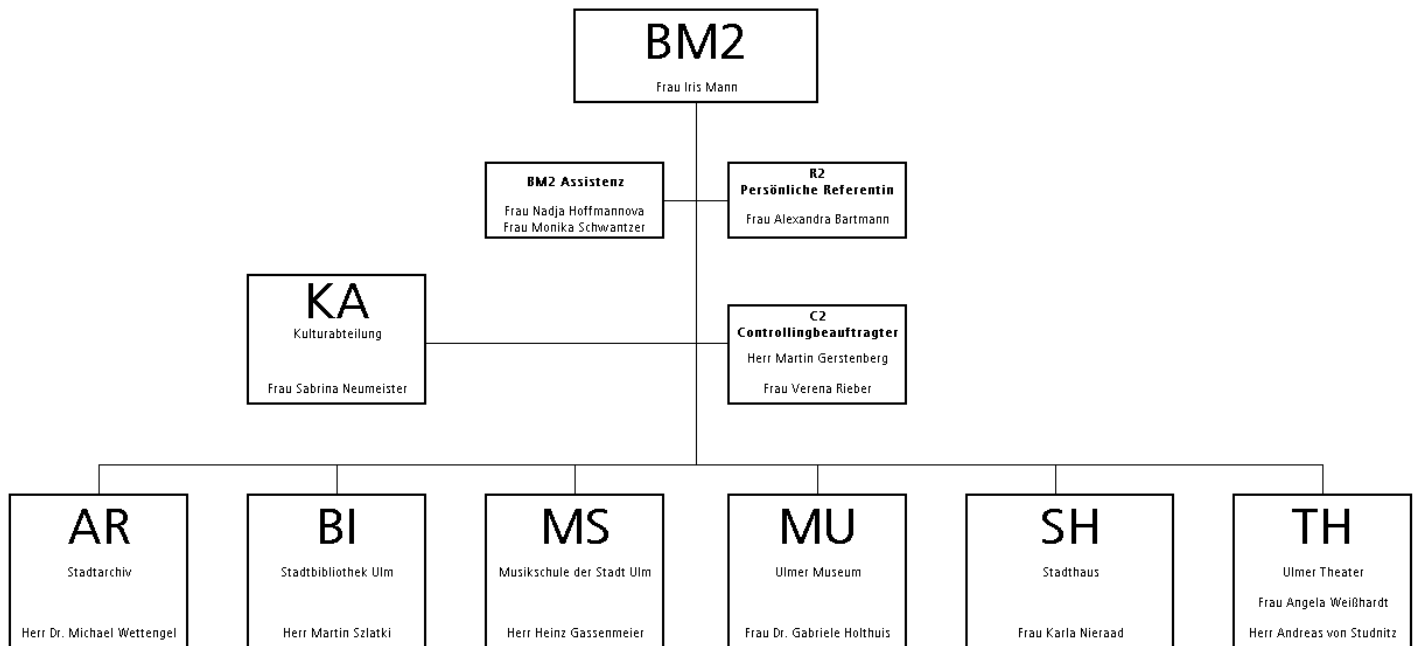 BM2
Frau Iris Mann
BM2 Assistenz
Frau Nadja Hoffmannova
Frau Monika Schwantzer
R2
Persönliche Referentin
Frau Alexandra Bartmann
KA
Kulturabteilung
Frau Sabrina Neumeister
C2
Controllingbeauftragter
Herr Martin Gerstenberg
Frau Verena Rieber
AR
Stadtarchiv
Herr Dr. Michael Wettengel
BI
Stadtbibliothek Ulm
Herr Martin Szlatki
MS
Musikschule der Stadt Ulm
Herr Heinz Gassenmeier
MU
Ulmer Museum
Frau Dr. Gabriele Holthuis
SH
Stadthaus
Frau Karla Nieraad
TH
Ulmer Theater
Frau Angela Weißhardt
Herr Andreas von Studnitz